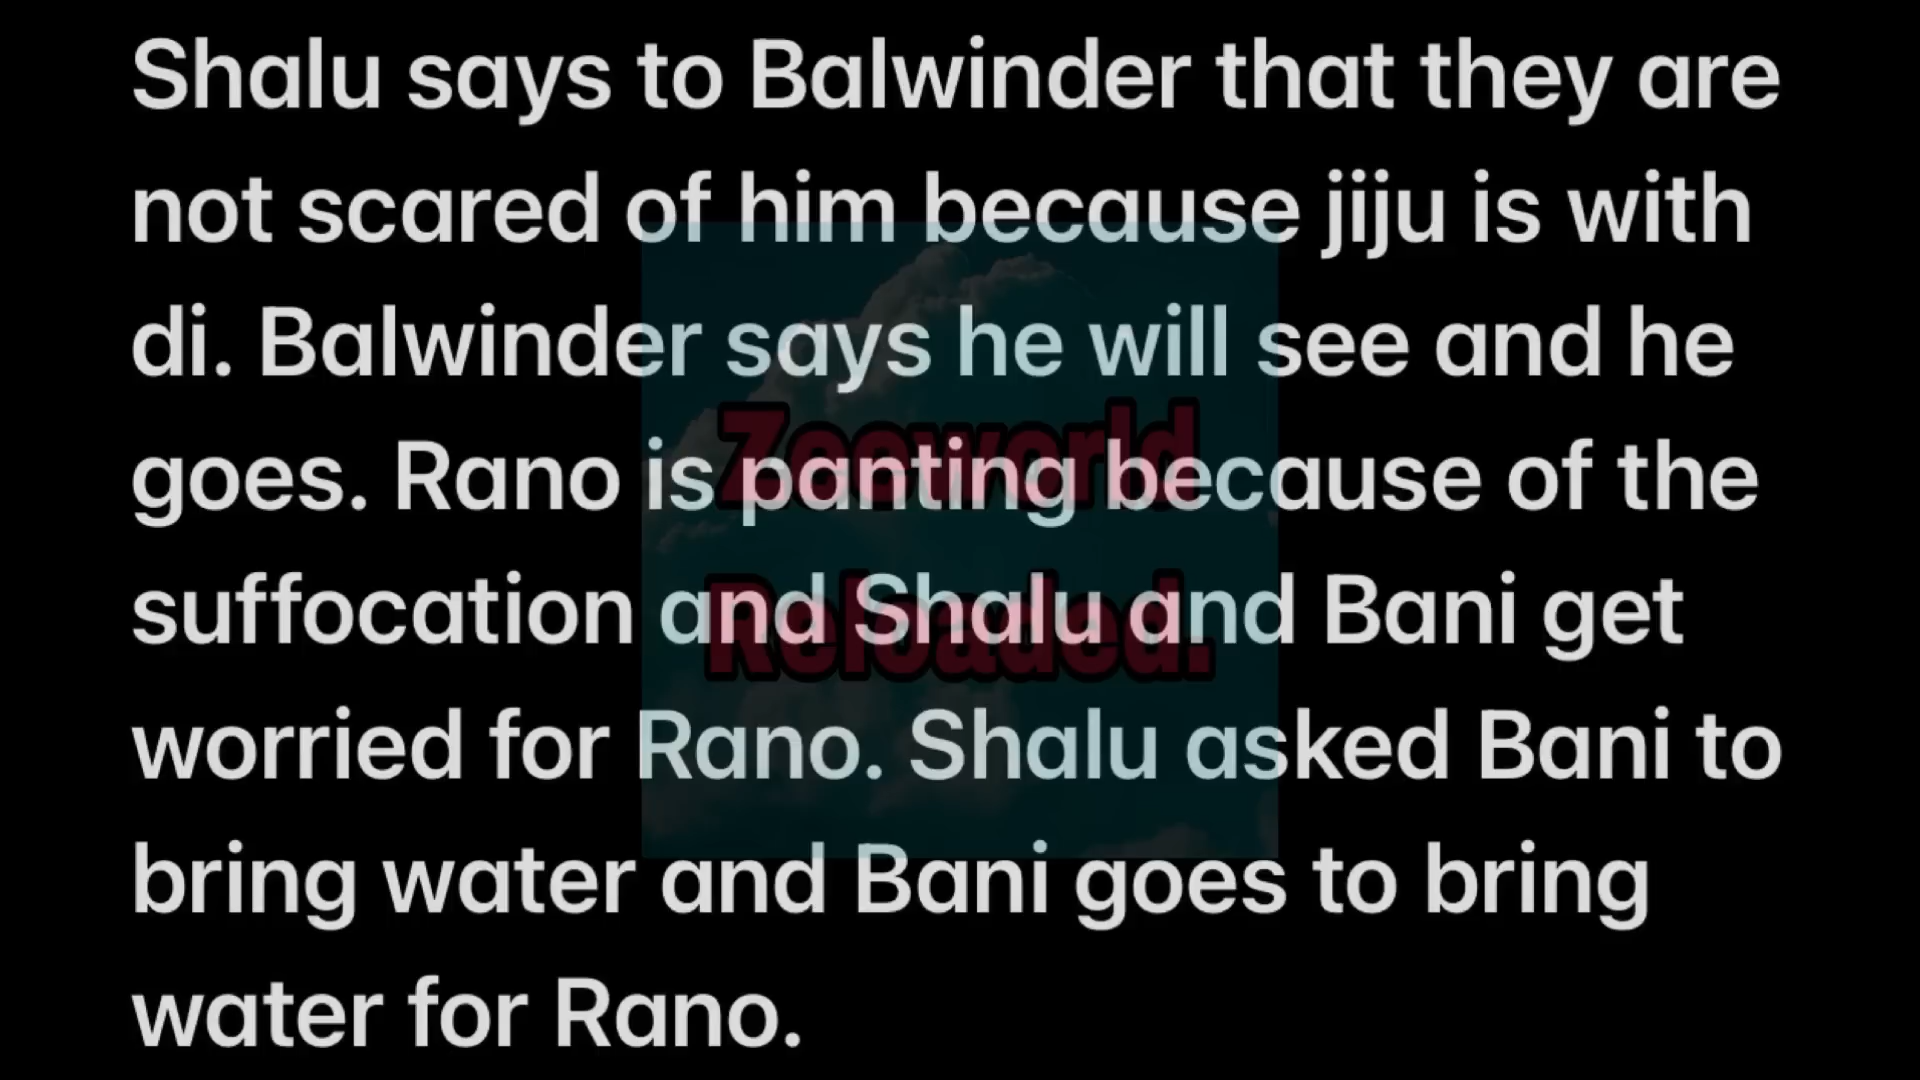 Shalu says to Balwinder that they are
not scared of him because jiju is with
di. Balwinder says he will see and he
goes. Rano is panting because of the
suffocation and Shalu and Bani get
worried for Rano. Shalu asked Bani to
bring water and Bani goes to bring
water for Rano.
Zeeworld
Reloaded.